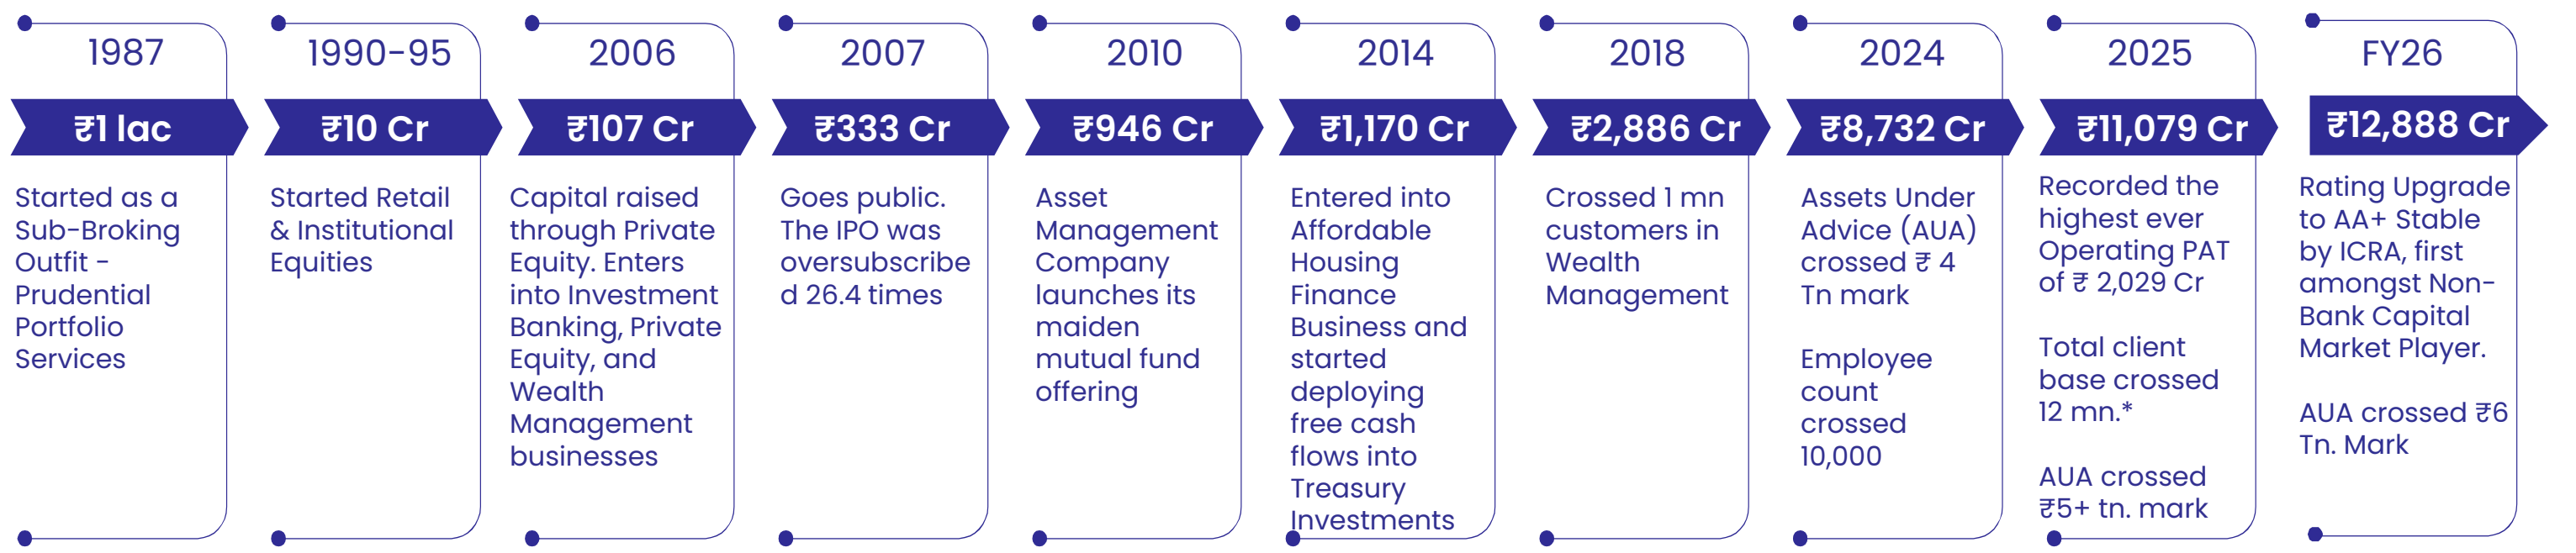 1987
₹1 lac
Started as a
Sub-Broking
Outfit -
Prudential
Portfolio
Services
1990-95
₹10 Cr
Started Retail
& Institutional
Equities
2006
₹107 Cr
Capital raised
through Private
Equity. Enters
into Investment
Banking, Private
Equity, and
Wealth
Management
businesses
2007
₹333 Cr
Goes public.
The IPO was
oversubscribe
d 26.4 times
2010
₹946 Cr
Asset
Management
Company
launches its
maiden
mutual fund
offering
2014
₹1,170 Cr
Entered into
Affordable
Housing
Finance
Business and
started
deploying
free cash
flows into
Treasury
Investments
2018
₹2,886 Cr
Crossed 1 mn
customers in
Wealth
Management
2024
₹8,732 Cr
Assets Under
Advice (AUA)
crossed ₹ 4
Tn mark
Employee
count
crossed
10,000
2025
₹11,079 Cr
Recorded the
highest ever
Operating PAT
of ₹ 2,029 Cr
Total client
base crossed
12 mn.*
AUA crossed
₹5+ tn. mark
FY26
₹12,888 Cr
Rating Upgrade
to AA+ Stable
by ICRA, first
amongst Non-
Bank Capital
Market Player.
AUA crossed ₹6
Tn. Mark